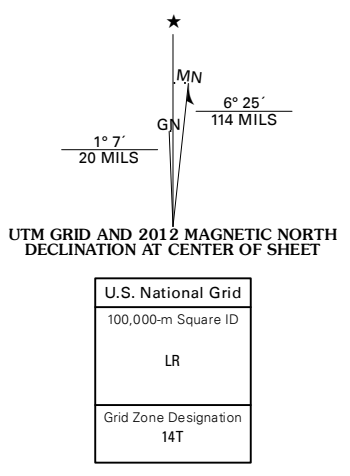 ★
MN
6° 25´
114 MILS
GN
1° 7´
20 MILS
UTM GRID AND 2012 MAGNETIC NORTH
DECLINATION AT CENTER OF SHEET
U.S. National Grid
100,000-m Square ID
LR
Grid Zone Designation
14T